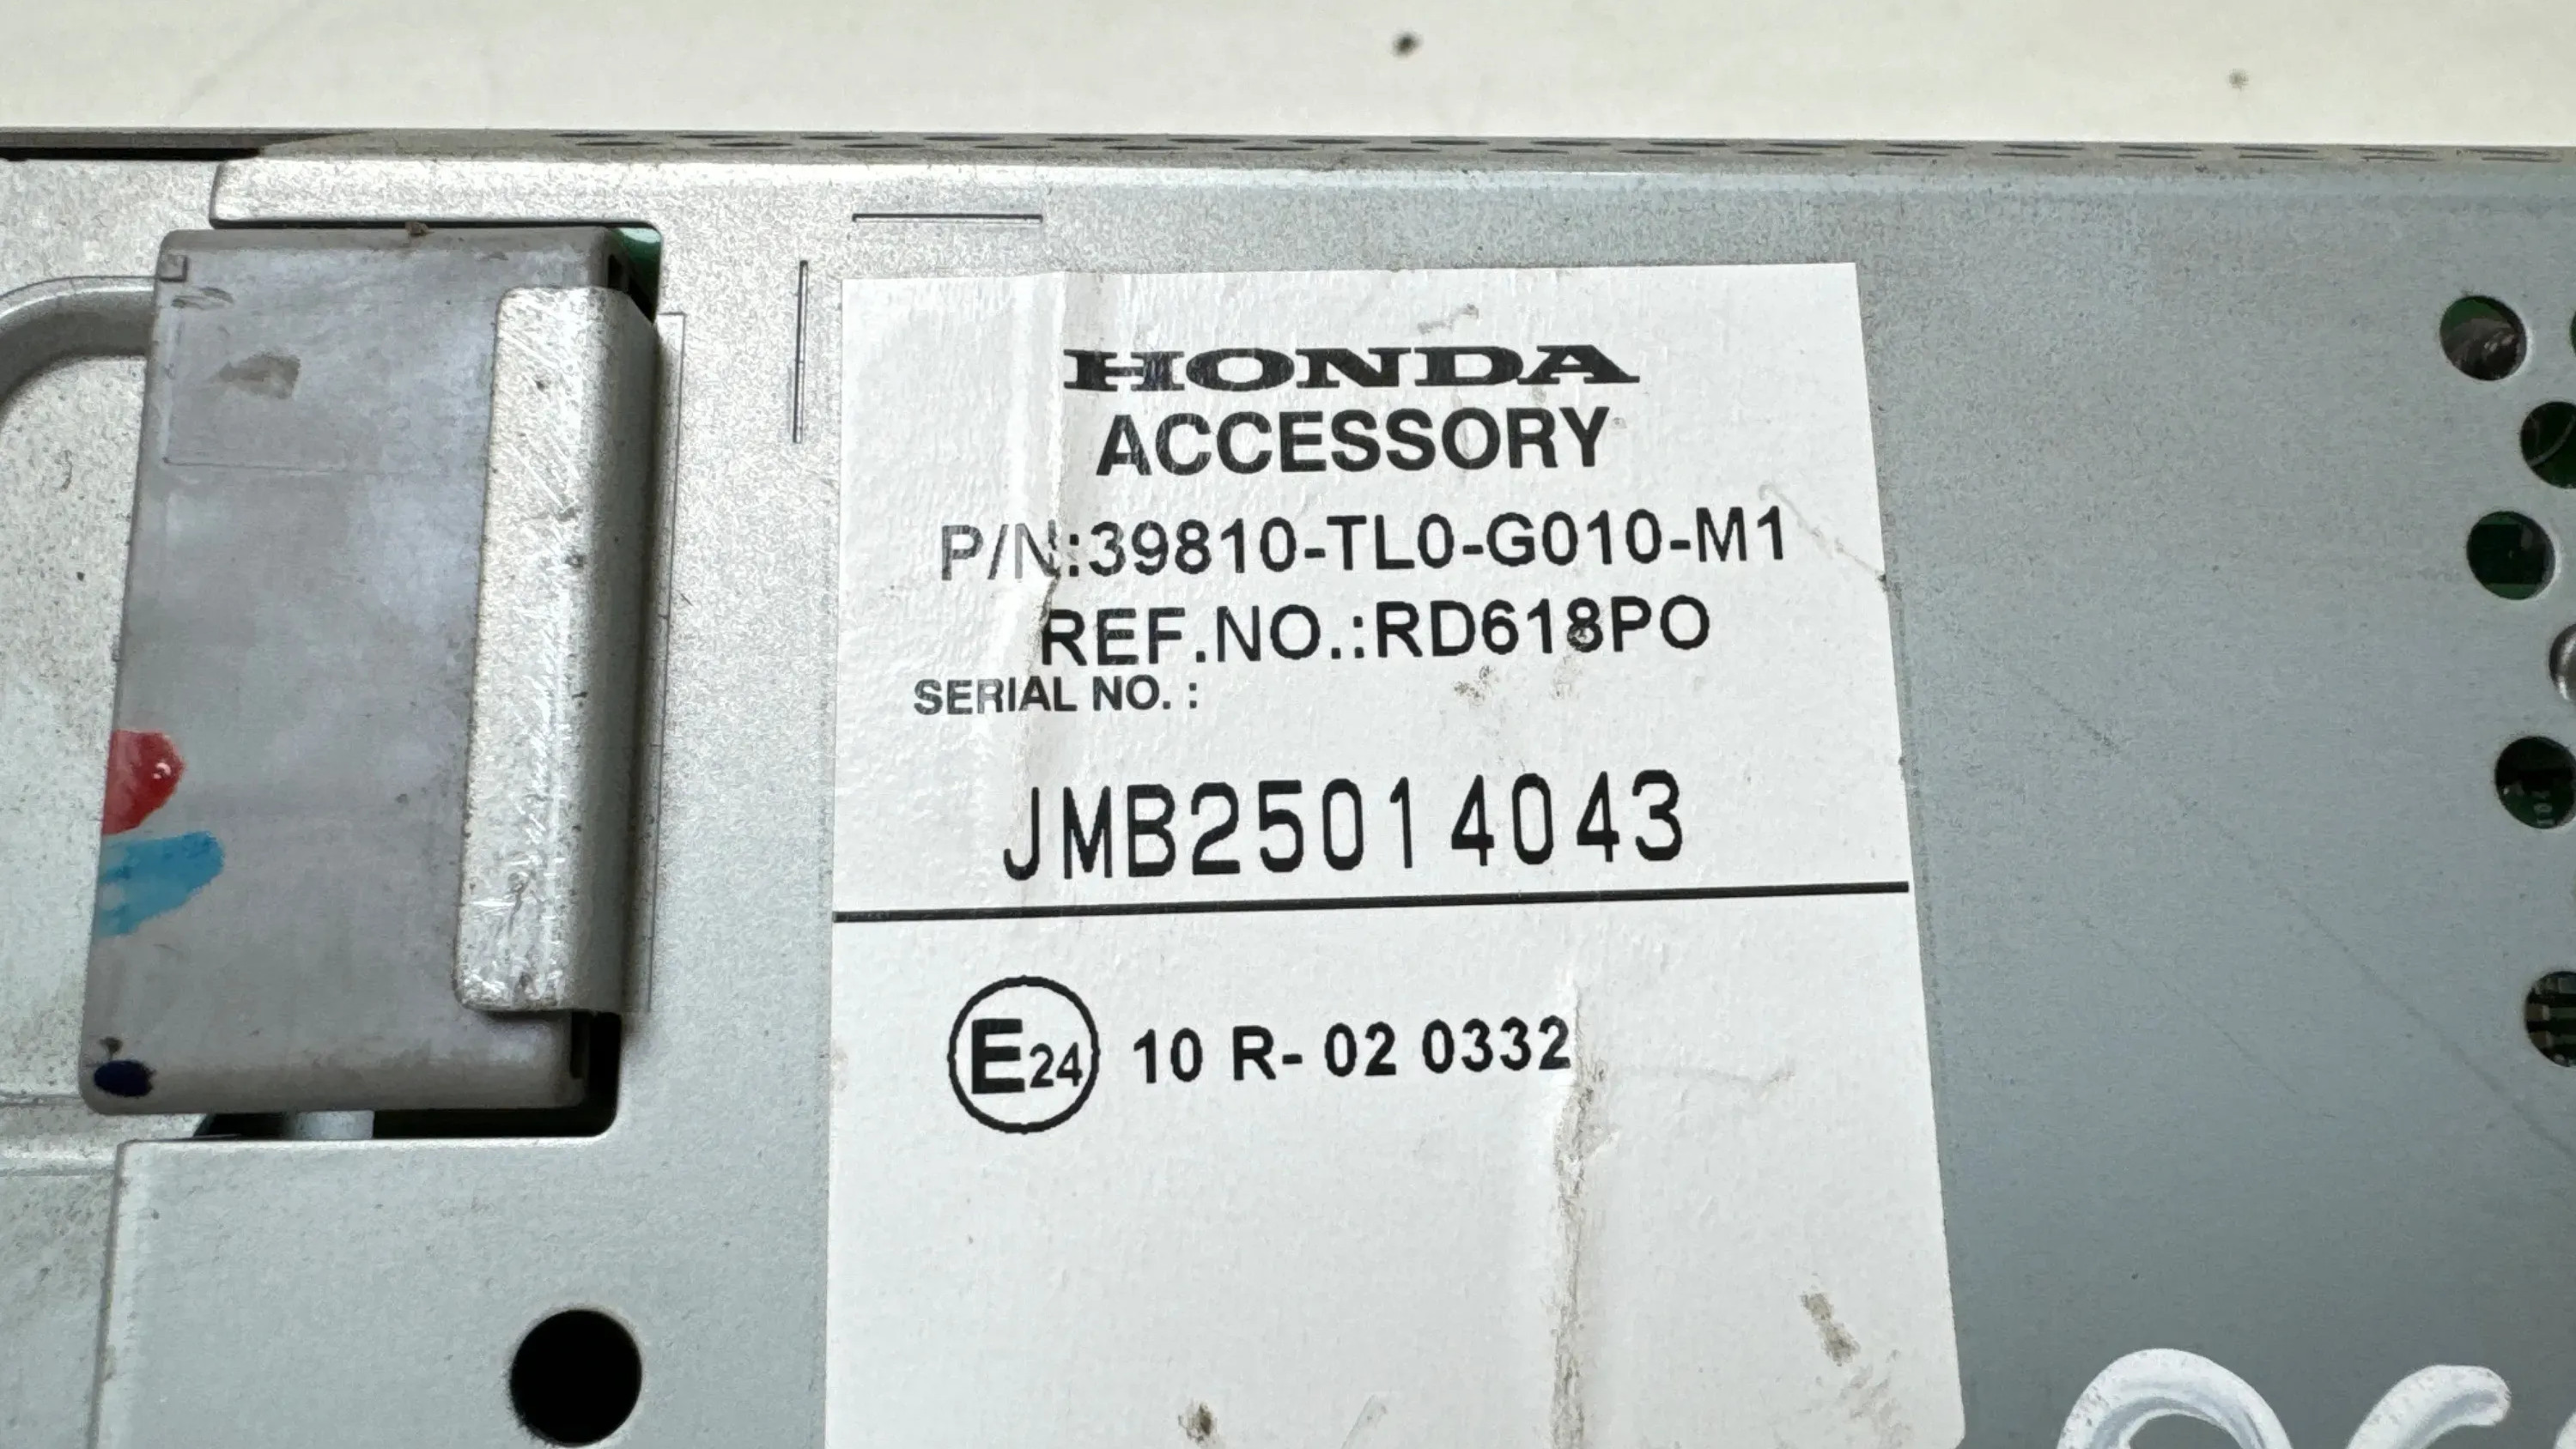 HONDA
ACCESSORY
P/N:39810-TL0-G010-M1
REF.NO.:RD618PO
SERIAL NO. :
JMB25014043
E24 10 R- 02 0332